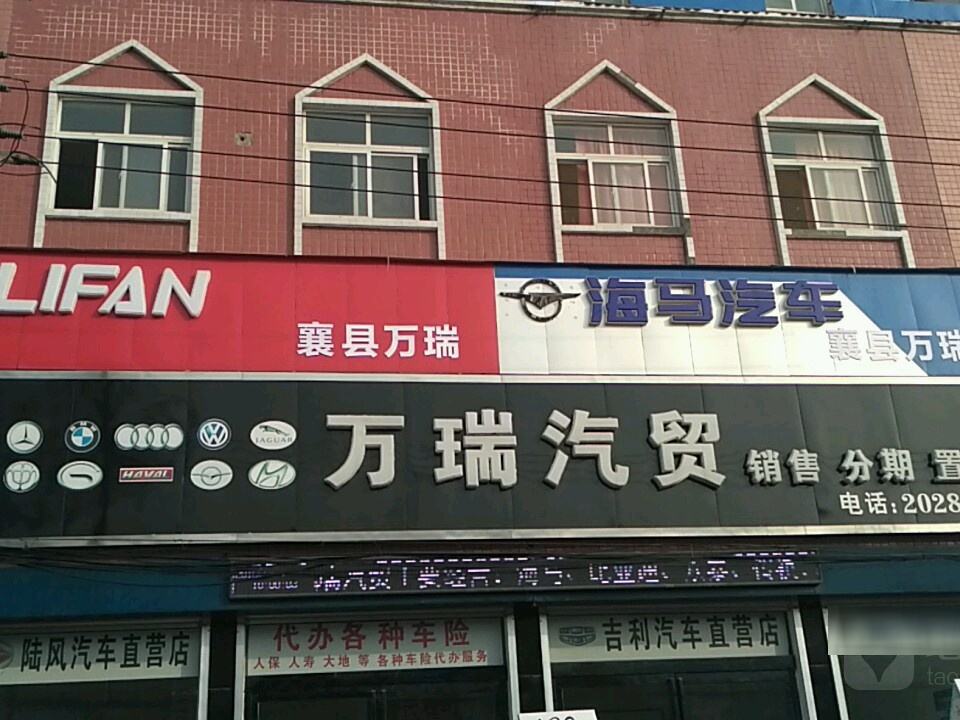 LIFAN
襄县万瑞
海马汽车
襄县万瑞
JAGUAR
HAVAL
万瑞汽贸
销售 分期 置
电话:2028
陆风汽车直营店
代办各种车险
人保 人寿 大地 等 各种车险代办服务
吉利汽车直营店